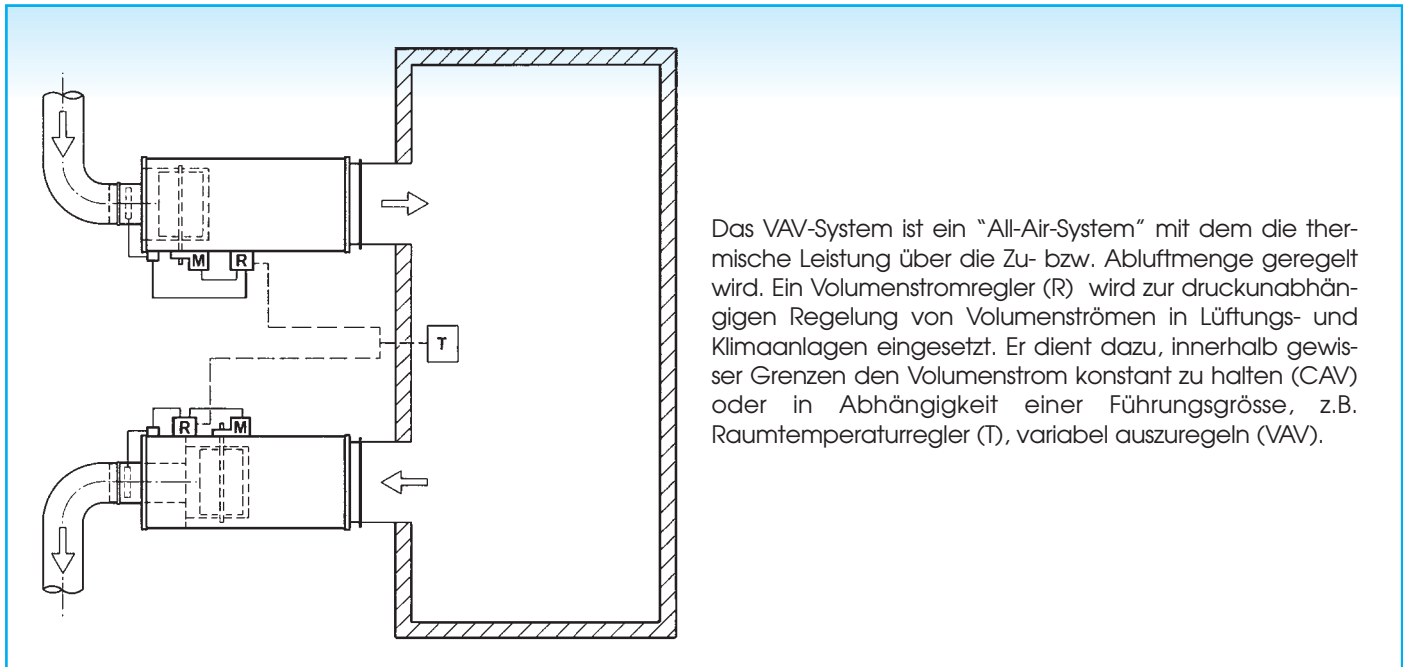 M R
T
R M
Das VAV-System ist ein “All-Air-System” mit dem die ther-
mische Leistung über die Zu- bzw. Abluftmenge geregelt
wird. Ein Volumenstromregler (R) wird zur druckunabhän-
gigen Regelung von Volumenströmen in Lüftungs- und
Klimaanlagen eingesetzt. Er dient dazu, innerhalb gewis-
ser Grenzen den Volumenstrom konstant zu halten (CAV)
oder in Abhängigkeit einer Führungsgrösse, z.B.
Raumtemperaturregler (T), variabel auszuregeln (VAV).